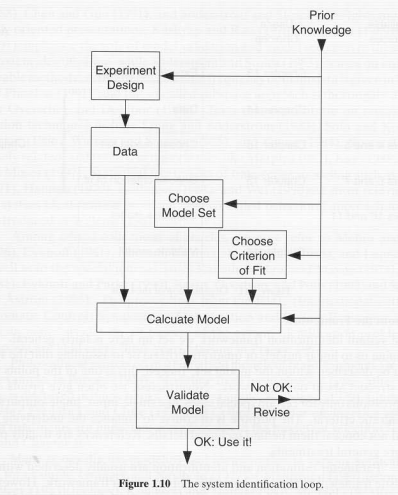 Prior
Knowledge
Experiment
Design
Data
Choose
Model Set
Choose
Criterion
of Fit
Calcuate Model
Validate
Model
Not OK:
Revise
OK: Use it!
Figure 1.10 The system identification loop.